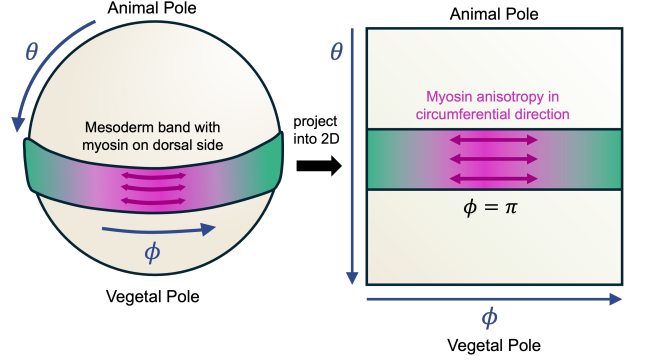 Animal Pole
θ
Mesoderm band with
myosin on dorsal side
ϕ
Vegetal Pole
project
into 2D
Animal Pole
θ
Myosin anisotropy in
circumferential direction
ϕ = π
ϕ
Vegetal Pole